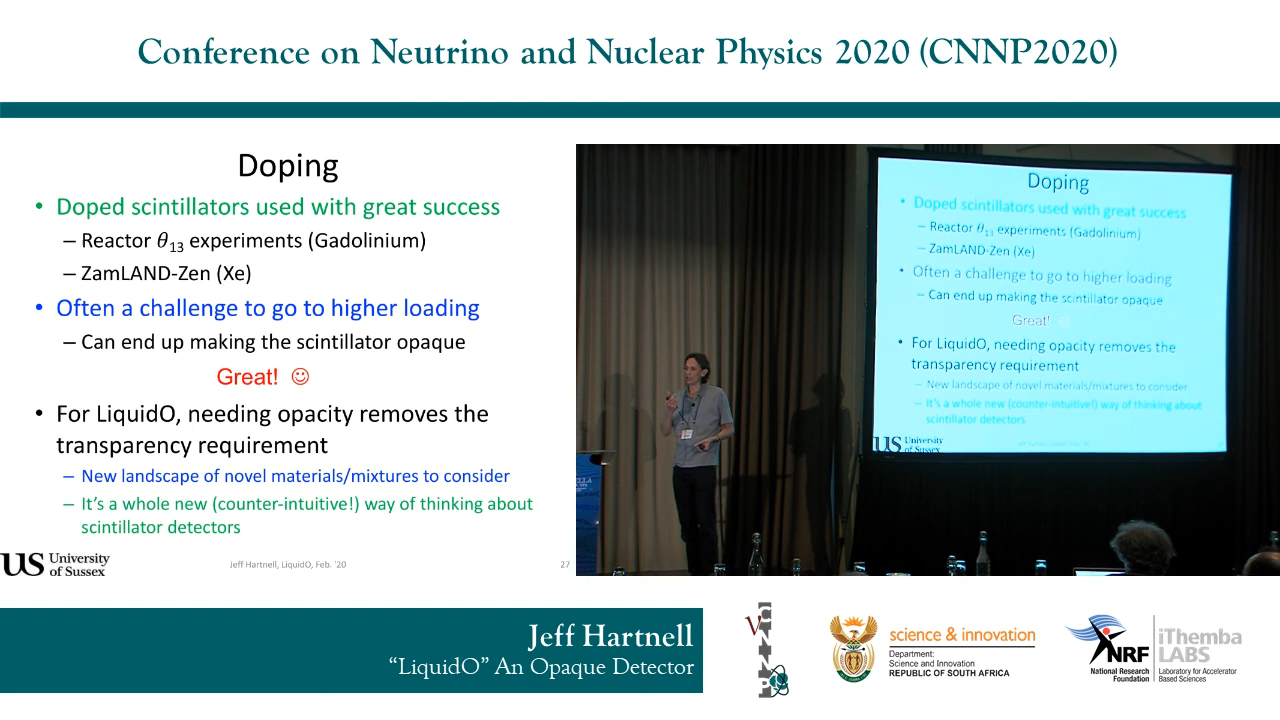 Conference on Neutrino and Nuclear Physics 2020 (CNNP2020)
Doping
• Doped scintillators used with great success
– Reactor θ13 experiments (Gadolinium)
– ZamLAND-Zen (Xe)
• Often a challenge to go to higher loading
– Can end up making the scintillator opaque
Great! ☺
• For LiquidO, needing opacity removes the
transparency requirement
– New landscape of novel materials/mixtures to consider
– It's a whole new (counter-intuitive!) way of thinking about
scintillator detectors
US University
of Sussex
Jeff Hartnell, LiquidO, Feb. '20
27
Doping
• Doped scintillators used with great success
– Reactor θ13 experiments (Gadolinium)
– ZamLAND-Zen (Xe)
• Often a challenge to go to higher loading
– Can end up making the scintillator opaque
Great!
• For LiquidO, needing opacity removes the
transparency requirement
– New landscape of novel materials/mixtures to consider
– It's a whole new (counter-intuitive!) way of thinking about
scintillator detectors
US University
of Sussex
Jeff Hartnell
“LiquidO” An Opaque Detector
νCNNP
science & innovation
Department:
Science and Innovation
REPUBLIC OF SOUTH AFRICA
NRF
National Research
Foundation
iThemba
LABS
Laboratory for Accelerator
Based Sciences